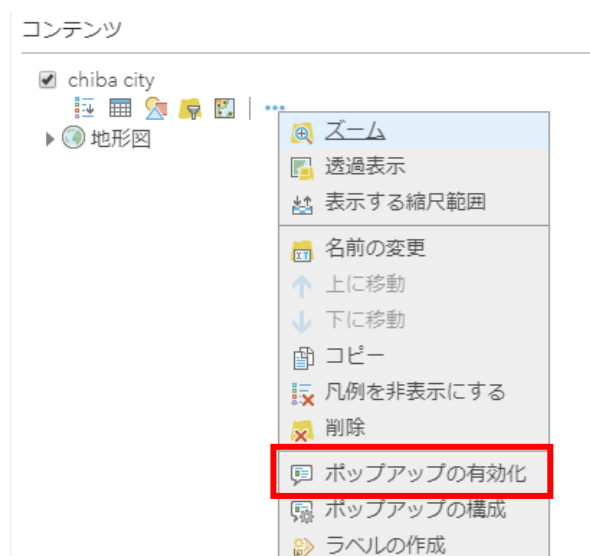 コンテンツ
chiba city
地形図
ズーム
透過表示
表示する縮尺範囲
名前の変更
上に移動
下に移動
コピー
凡例を非表示にする
削除
ポップアップの有効化
ポップアップの構成
ラベルの作成